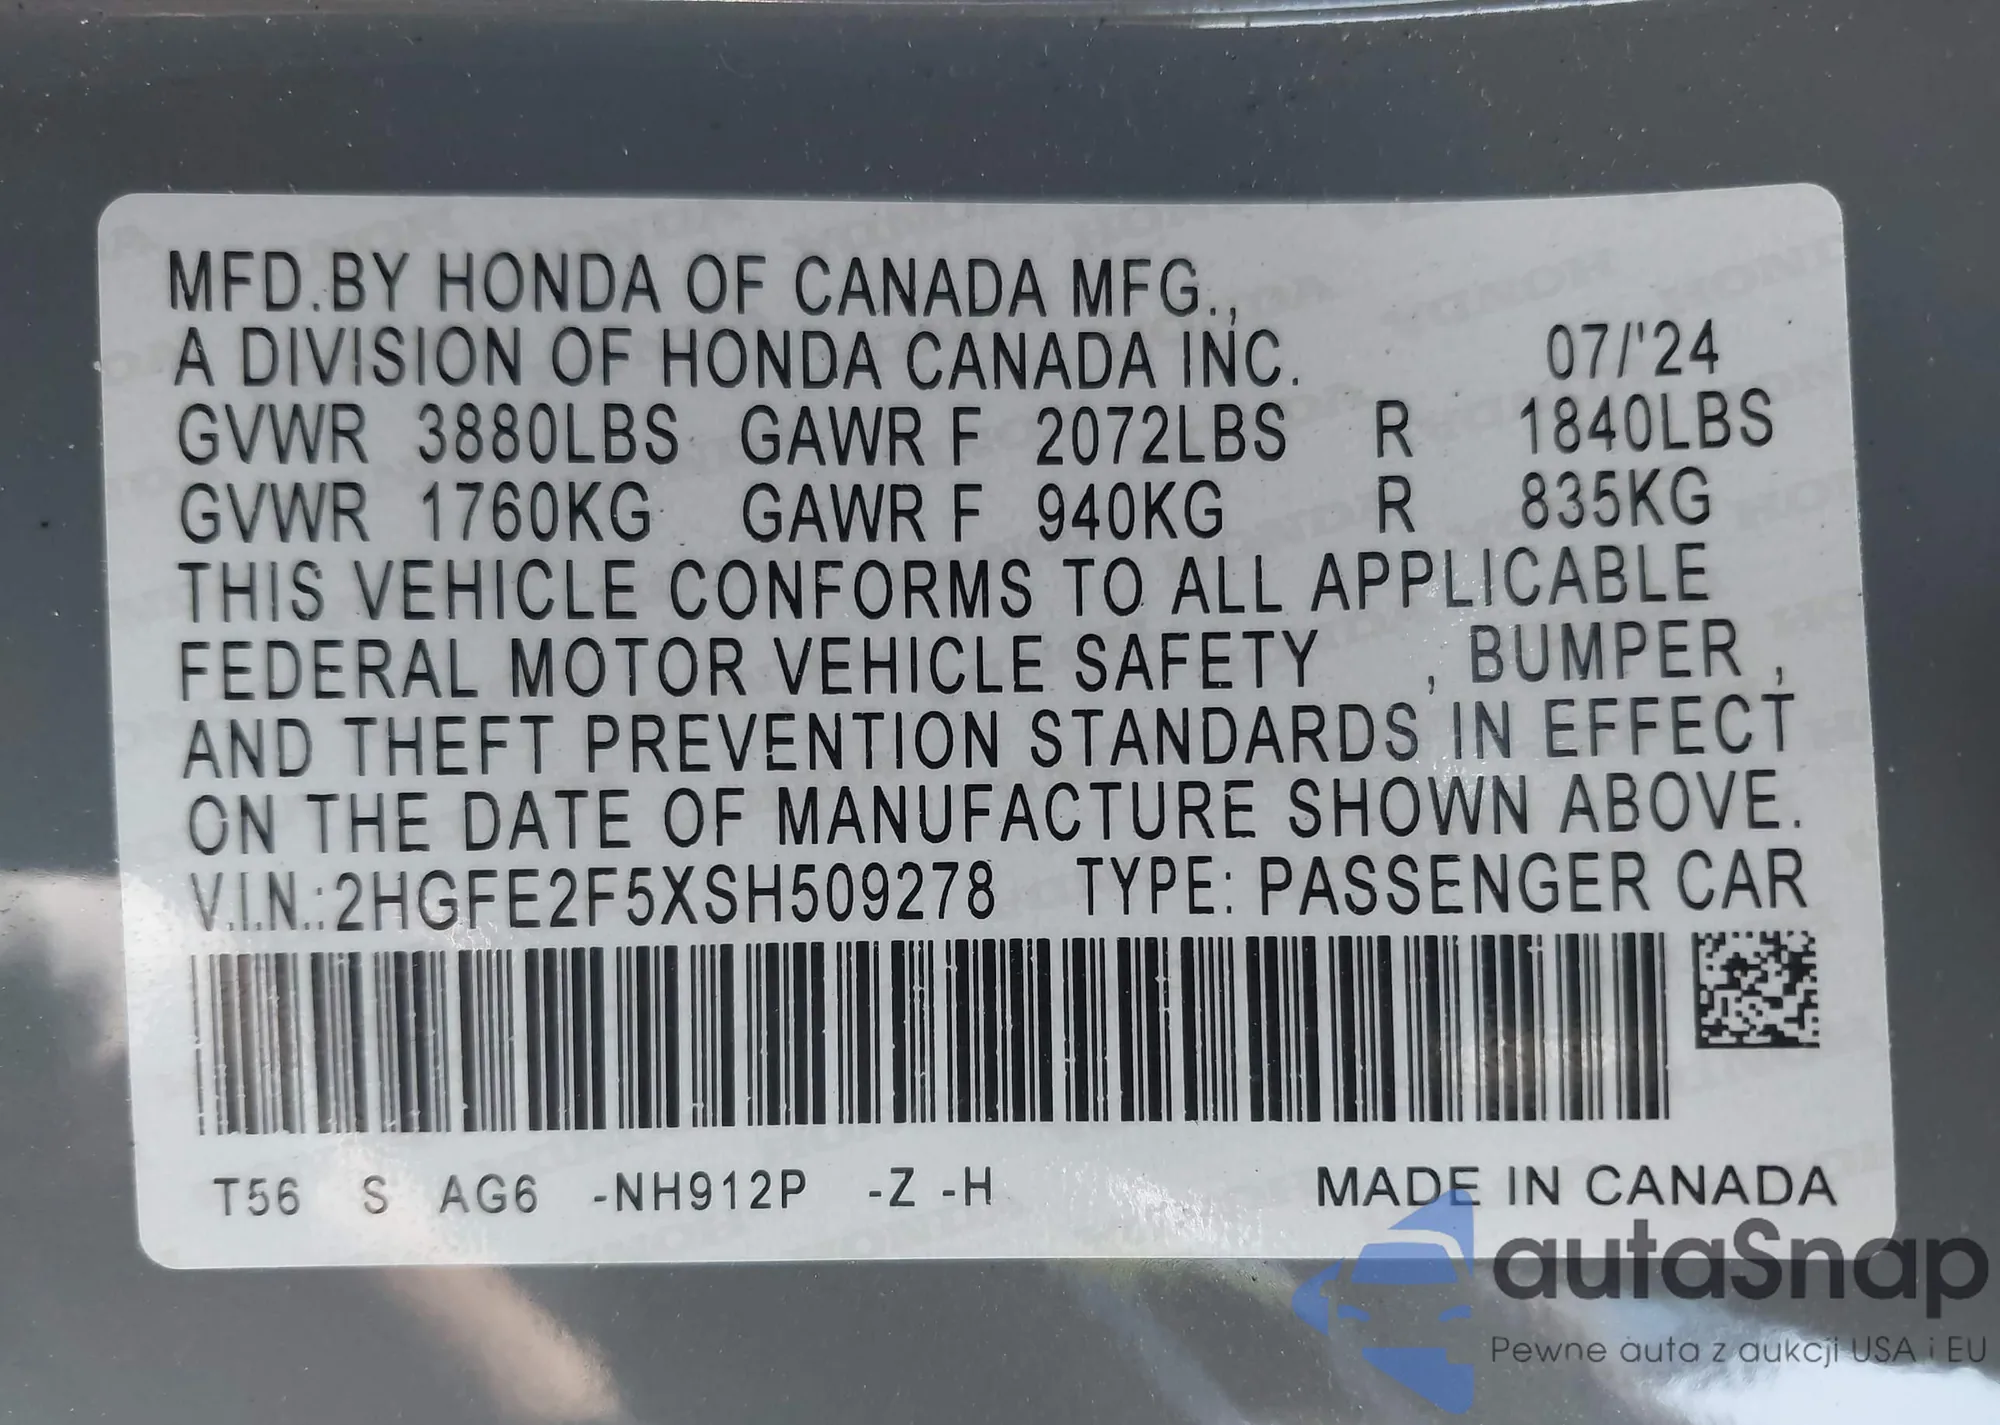 MFD.BY HONDA OF CANADA MFG.,
A DIVISION OF HONDA CANADA INC. 07/'24
GVWR 3880LBS GAWR F 2072LBS R 1840LBS
GVWR 1760KG GAWR F 940KG R 835KG
THIS VEHICLE CONFORMS TO ALL APPLICABLE
FEDERAL MOTOR VEHICLE SAFETY , BUMPER ,
AND THEFT PREVENTION STANDARDS IN EFFECT
ON THE DATE OF MANUFACTURE SHOWN ABOVE.
V.I.N.:2HGFE2F5XSH509278 TYPE: PASSENGER CAR
T56 S AG6 -NH912P -Z -H MADE IN CANADA
autaSnap
Pewne auta z aukcji USA i EU